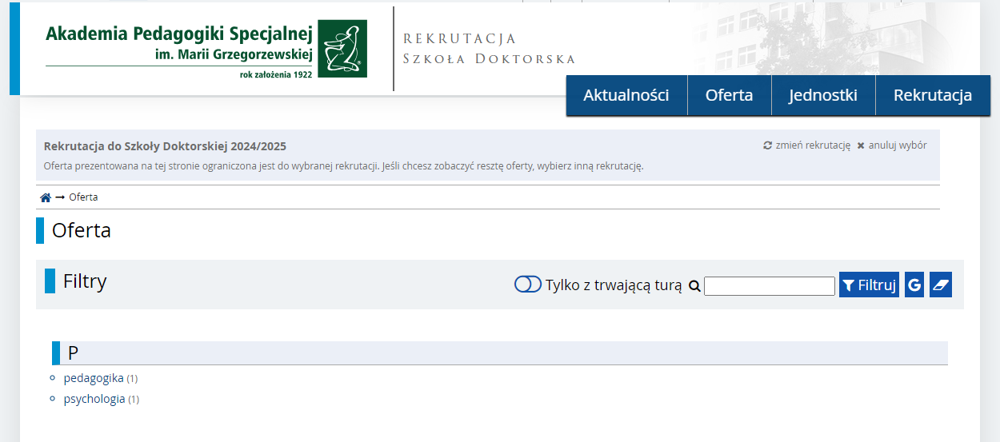 Akademia Pedagogiki Specjalnej
im. Marii Grzegorzewskiej
rok założenia 1922
REKRUTACJA
SZKOŁA DOKTORSKA
Aktualności Oferta Jednostki Rekrutacja
Rekrutacja do Szkoły Doktorskiej 2024/2025 zmień rekrutację anuluj wybór
Oferta prezentowana na tej stronie ograniczona jest do wybranej rekrutacji. Jeśli chcesz zobaczyć resztę oferty, wybierz inną rekrutację.
→ Oferta
Oferta
Filtry Tylko z trwającą turą Filtruj G
P
pedagogika (1)
psychologia (1)